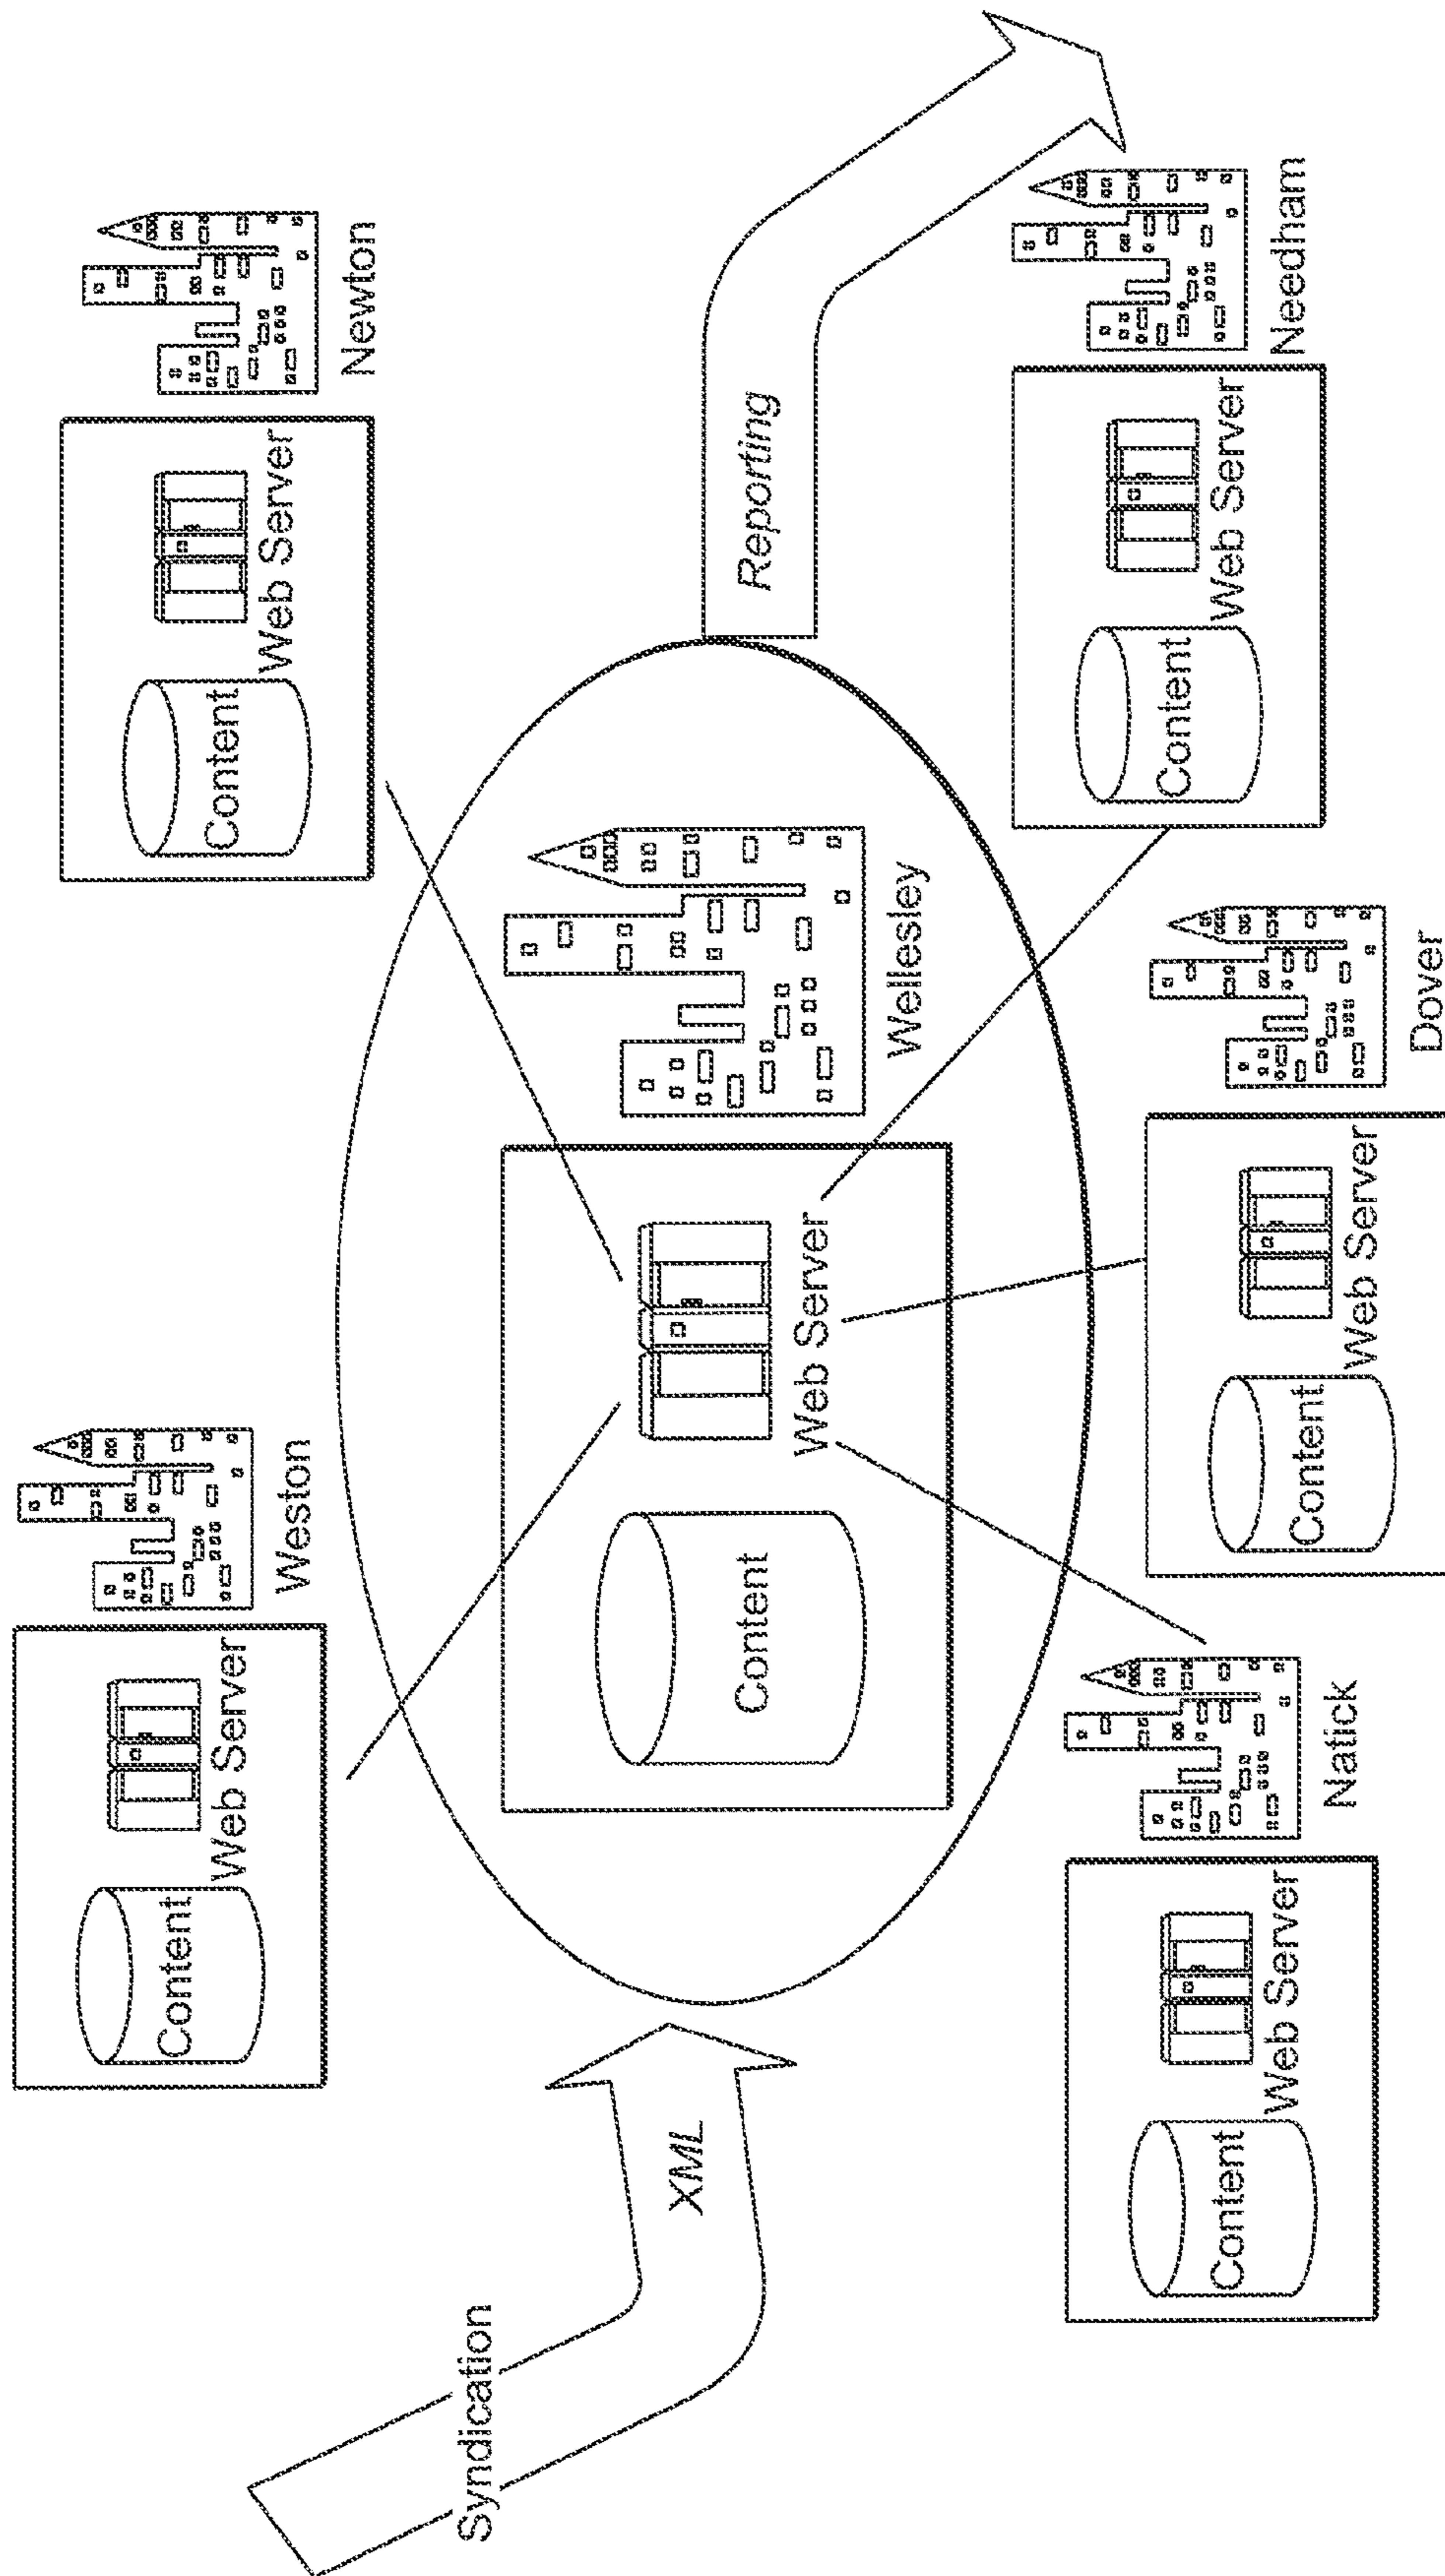 Weston
Content
Web Server
Newton
Content
Web Server
Syndication
XML
Content
Web Server
Wellesley
Reporting
Natick
Content
Web Server
Dover
Content
Web Server
Needham
Content
Web Server